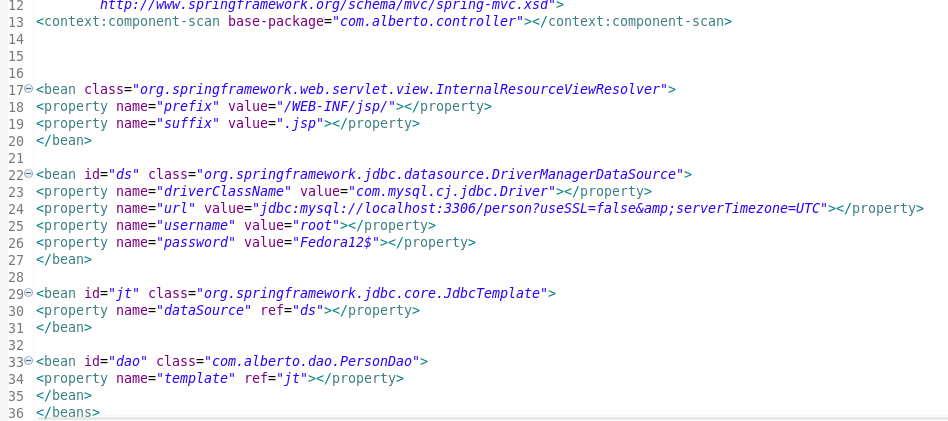 12 http://www.springframework.org/schema/mvc/spring-mvc.xsd">
13 <context:component-scan base-package="com.alberto.controller"></context:component-scan>
14
15
16
17 <bean class="org.springframework.web.servlet.view.InternalResourceViewResolver">
18 <property name="prefix" value="/WEB-INF/jsp/"></property>
19 <property name="suffix" value=".jsp"></property>
20 </bean>
21
22 <bean id="ds" class="org.springframework.jdbc.datasource.DriverManagerDataSource">
23 <property name="driverClassName" value="com.mysql.cj.jdbc.Driver"></property>
24 <property name="url" value="jdbc:mysql://localhost:3306/person?useSSL=false&amp;serverTimezone=UTC"></property>
25 <property name="username" value="root"></property>
26 <property name="password" value="Fedora12$"></property>
27 </bean>
28
29 <bean id="jt" class="org.springframework.jdbc.core.JdbcTemplate">
30 <property name="dataSource" ref="ds"></property>
31 </bean>
32
33 <bean id="dao" class="com.alberto.dao.PersonDao">
34 <property name="template" ref="jt"></property>
35 </bean>
36 </beans>